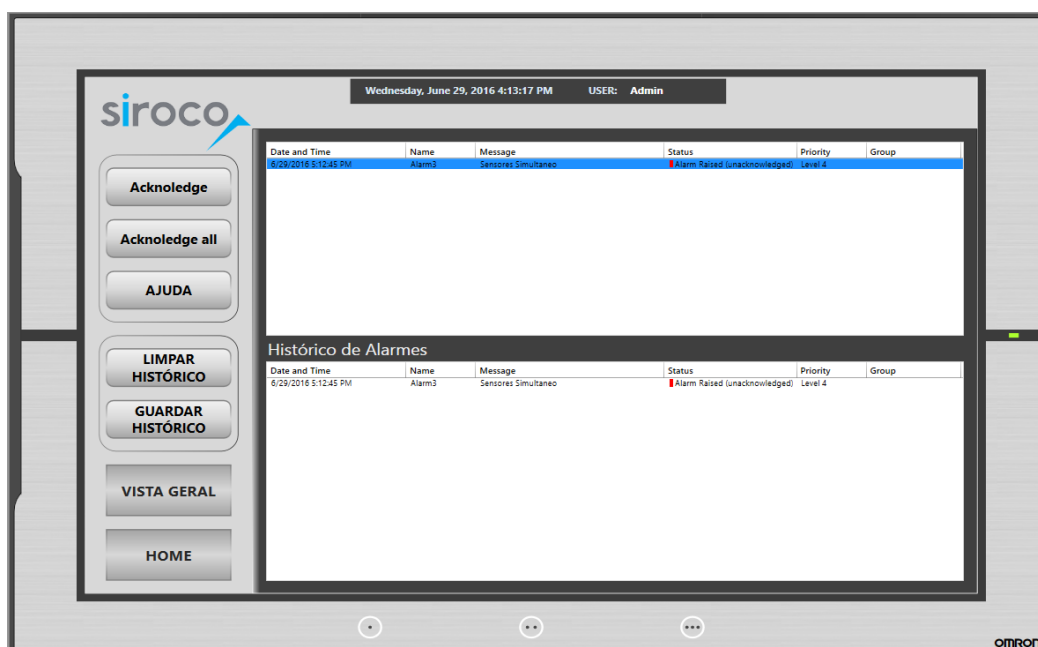 siroco
Wednesday, June 29, 2016 4:13:17 PM USER: Admin
Date and Time Name Message Status Priority Group
6/29/2016 5:12:45 PM Alarm3 Sensores Simultaneo Alarm Raised (unacknowledged) Level 4
Acknoledge
Acknoledge all
AJUDA
Histórico de Alarmes
Date and Time Name Message Status Priority Group
6/29/2016 5:12:45 PM Alarm3 Sensores Simultaneo Alarm Raised (unacknowledged) Level 4
LIMPAR
HISTÓRICO
GUARDAR
HISTÓRICO
VISTA GERAL
HOME
OMRON